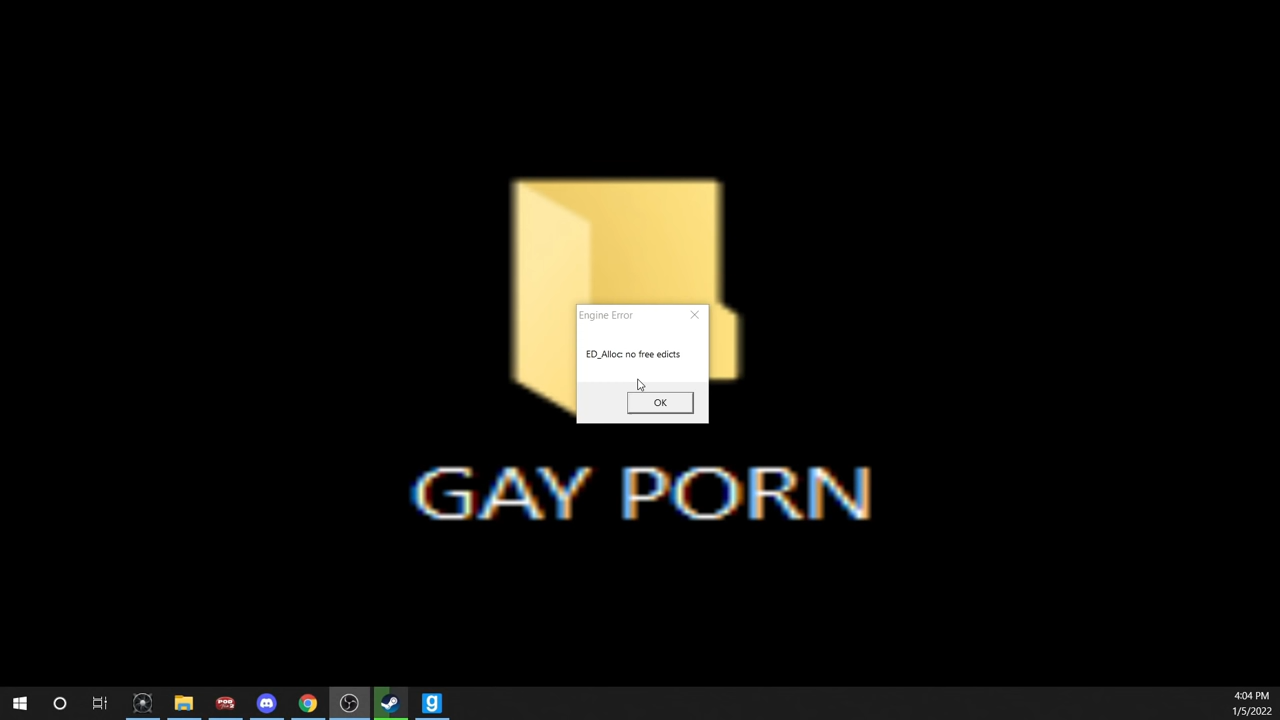 Engine Error
ED_Alloc: no free edicts
OK
GAY PORN
4:04 PM
1/5/2022